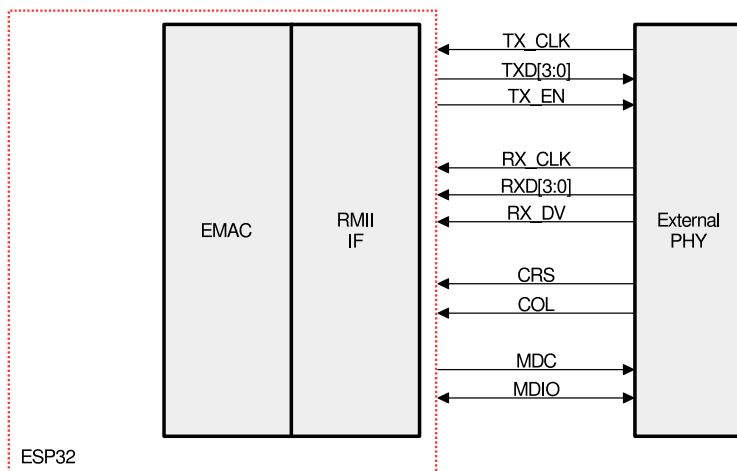 TX_CLK
TXD[3:0]
TX_EN
RX_CLK
RXD[3:0]
RX_DV
EMAC
RMII
IF
External
PHY
CRS
COL
MDC
MDIO
ESP32